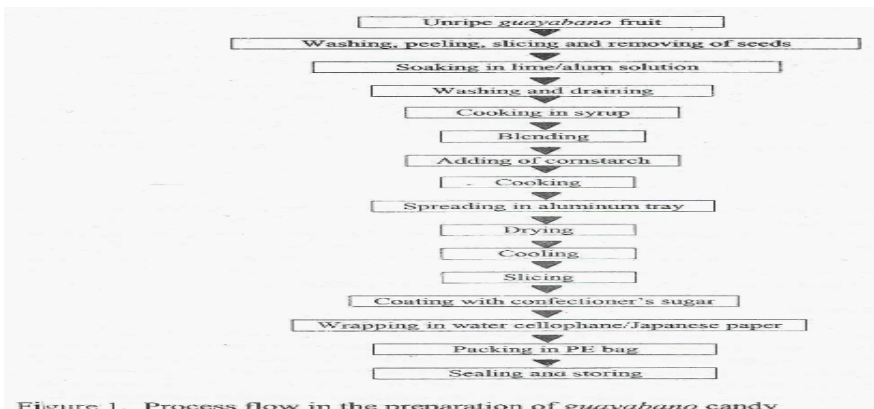 Unripe guayabano fruit
Washing, peeling, slicing and removing of seeds
Soaking in lime/alum solution
Washing and draining
Cooking in syrup
Blending
Adding of cornstarch
Cooking
Spreading in aluminum tray
Drying
Cooling
Slicing
Coating with confectioner's sugar
Wrapping in water cellophane/Japanese paper
Packing in PE bag
Sealing and storing
Figure 1. Process flow in the preparation of guayabano candy